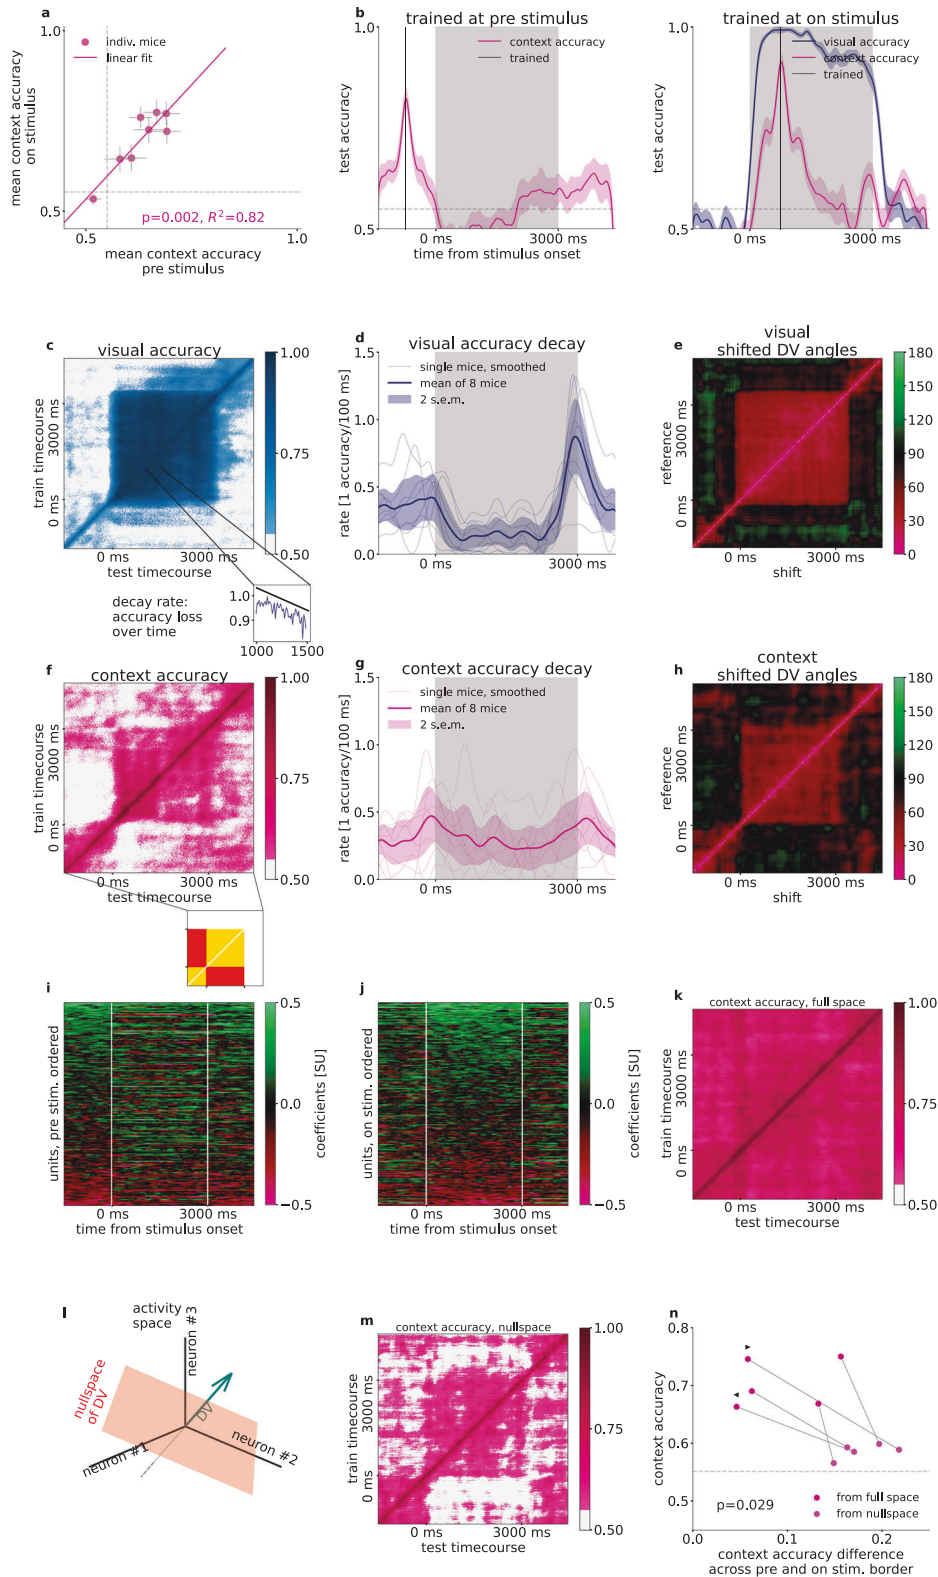 a
1.0
indiv. mice
linear fit
mean context accuracy
on stimulus
0.5
p=0.002, R²=0.82
0.5
1.0
mean context accuracy
pre stimulus
b
trained at pre stimulus
1.0
context accuracy
trained
test accuracy
0.5
0 ms
3000 ms
time from stimulus onset
trained at on stimulus
1.0
visual accuracy
context accuracy
trained
test accuracy
0.5
0 ms
3000 ms
c
visual accuracy
1.00
0.75
0.50
train timecourse
0 ms
3000 ms
0 ms
3000 ms
test timecourse
decay rate:
accuracy loss
over time
1.0
0.9
1000
1500
d
visual accuracy decay
1.5
single mice, smoothed
mean of 8 mice
2 s.e.m.
1.0
0.5
0.0
rate [1 accuracy/100 ms]
0 ms
3000 ms
e
visual
shifted DV angles
180
150
120
90
60
30
0
reference
0 ms
3000 ms
0 ms
3000 ms
shift
f
context accuracy
1.00
0.75
0.50
train timecourse
0 ms
3000 ms
0 ms
3000 ms
test timecourse
g
context accuracy decay
1.5
single mice, smoothed
mean of 8 mice
2 s.e.m.
1.0
0.5
0.0
rate [1 accuracy/100 ms]
0 ms
3000 ms
h
context
shifted DV angles
180
150
120
90
60
30
0
reference
0 ms
3000 ms
0 ms
3000 ms
shift
i
units, pre stim. ordered
0.5
0.0
−0.5
coefficients [SU]
0 ms
3000 ms
time from stimulus onset
j
units, on stim. ordered
0.5
0.0
−0.5
coefficients [SU]
0 ms
3000 ms
time from stimulus onset
k
context accuracy, full space
1.00
0.75
0.50
train timecourse
0 ms
3000 ms
0 ms
3000 ms
test timecourse
l
activity
space
neuron #3
nullspace
of DV
DV
neuron #1
neuron #2
m
context accuracy, nullspace
1.00
0.75
0.50
train timecourse
0 ms
3000 ms
0 ms
3000 ms
test timecourse
n
0.8
0.7
0.6
0.5
context accuracy
p=0.029
from full space
from nullspace
0.0
0.1
0.2
context accuracy difference
across pre and on stim. border